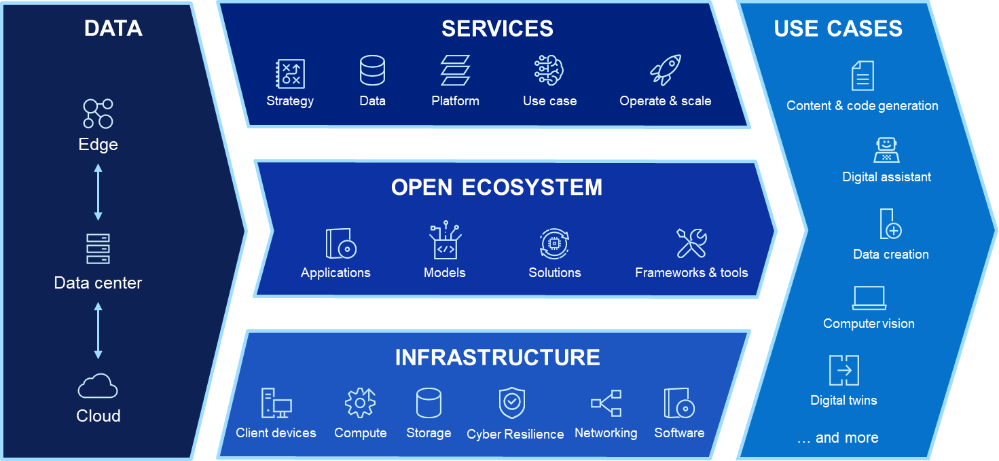 DATA
Edge
Data center
Cloud
SERVICES
Strategy
Data
Platform
Use case
Operate & scale
OPEN ECOSYSTEM
Applications
Models
Solutions
Frameworks & tools
INFRASTRUCTURE
Client devices
Compute
Storage
Cyber Resilience
Networking
Software
USE CASES
Content & code generation
Digital assistant
Data creation
Computer vision
Digital twins
… and more